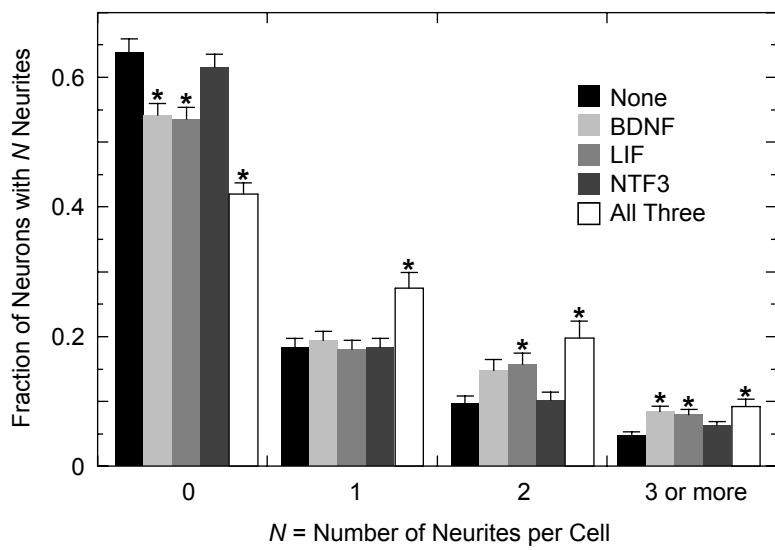 Fraction of Neurons with N Neurites
0.6
0.4
0.2
0
* * *
*
* *
* * *
None
BDNF
LIF
NTF3
All Three
0 1 2 3 or more
N = Number of Neurites per Cell